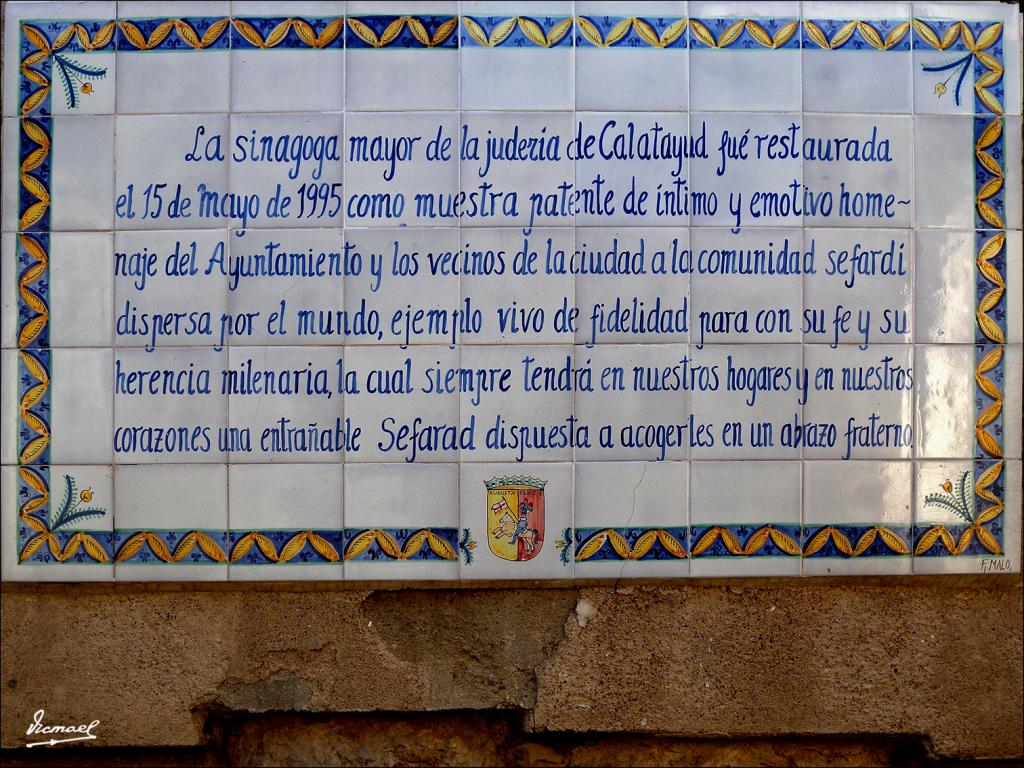 La sinagoga mayor de la judería de Calatayud fué restaurada
el 15 de mayo de 1995 como muestra patente de íntimo y emotivo home-
naje del Ayuntamiento y los vecinos de la ciudad a la comunidad sefardí
dispersa por el mundo, ejemplo vivo de fidelidad para con su fe y su
herencia milenaria, la cual siempre tendrá en nuestros hogares y en nuestros
corazones una entrañable Sefarad dispuesta a acogerles en un abrazo fraterno.
AUGUSTA BILBILIS
F, MALO,
Vicmael